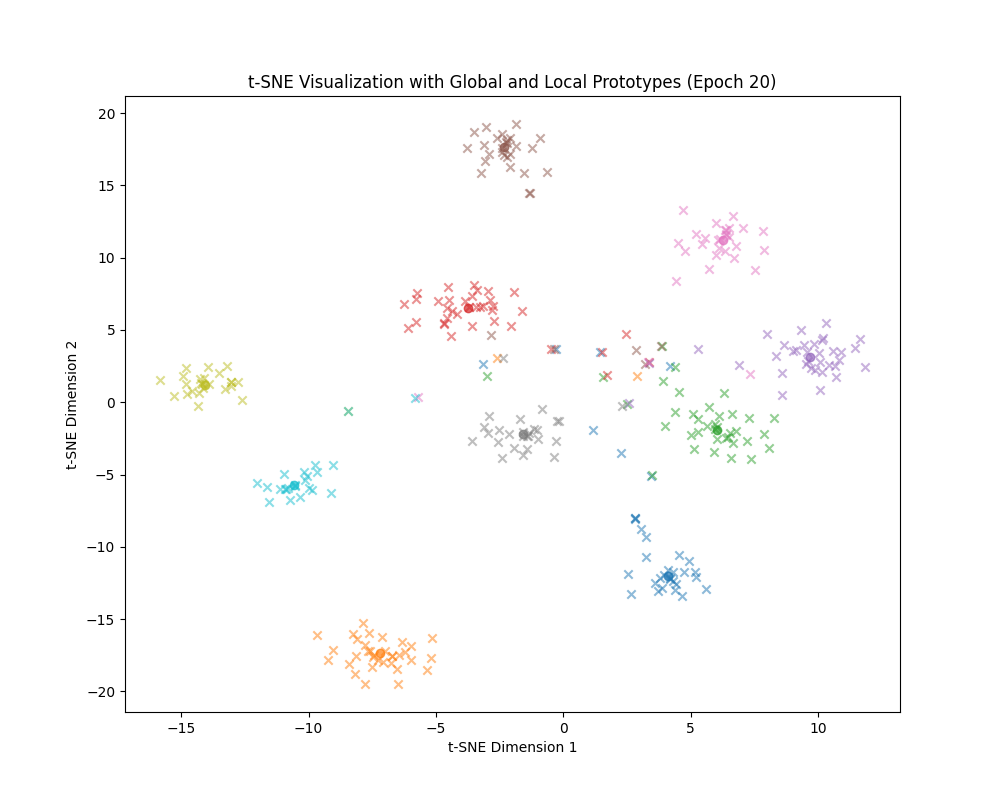 t-SNE Visualization with Global and Local Prototypes (Epoch 20)
20
15
10
5
0
−5
−10
−15
−20
t-SNE Dimension 2
−15 −10 −5 0 5 10
t-SNE Dimension 1